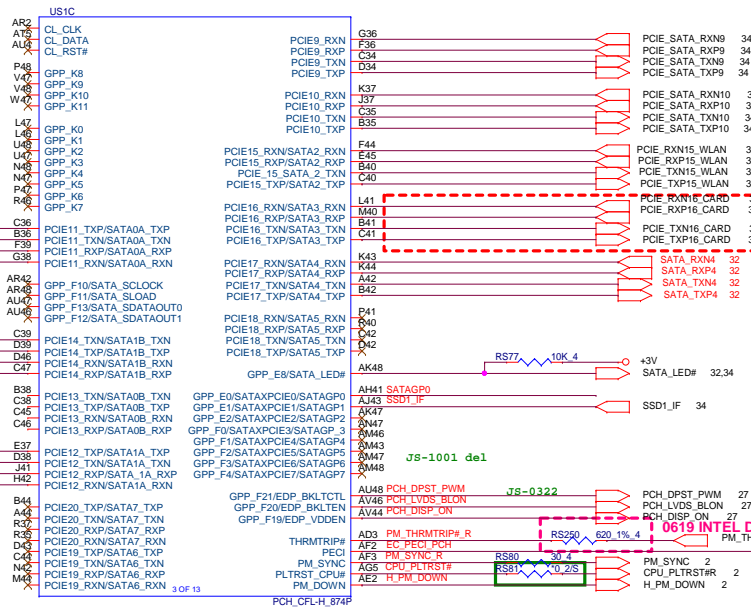 US1C
AR2 CL_CLK
AT5 CL_DATA
AU4 CL_RST#
P48 GPP_K8
V47 GPP_K9
V48 GPP_K10
W47 GPP_K11
L47 GPP_K0
L46 GPP_K1
U48 GPP_K2
U47 GPP_K3
N48 GPP_K4
N47 GPP_K5
P47 GPP_K6
R46 GPP_K7
C36 PCIE11_TXP/SATA0A_TXP
B36 PCIE11_TXN/SATA0A_TXN
F39 PCIE11_RXP/SATA0A_RXP
G38 PCIE11_RXN/SATA0A_RXN
AR42 GPP_F10/SATA_SCLOCK
AR48 GPP_F11/SATA_SLOAD
AU47 GPP_F13/SATA_SDATAOUT0
AU46 GPP_F12/SATA_SDATAOUT1
C39 PCIE14_TXN/SATA1B_TXN
D39 PCIE14_TXP/SATA1B_TXP
D46 PCIE14_RXN/SATA1B_RXN
C47 PCIE14_RXP/SATA1B_RXP
B38 PCIE13_TXN/SATA0B_TXN
C38 PCIE13_TXP/SATA0B_TXP
C45 PCIE13_RXN/SATA0B_RXN
C46 PCIE13_RXP/SATA0B_RXP
E37 PCIE12_TXP/SATA1A_TXP
D38 PCIE12_TXN/SATA1A_TXN
J41 PCIE12_RXP/SATA_1A_RXP
H42 PCIE12_RXN/SATA1A_RXN
B44 PCIE20_TXP/SATA7_TXP
A44 PCIE20_TXN/SATA7_TXN
R37 PCIE20_RXP/SATA7_RXP
R35 PCIE20_RXN/SATA7_RXN
D43 PCIE19_TXP/SATA6_TXP
C44 PCIE19_TXN/SATA6_TXN
N42 PCIE19_RXP/SATA6_RXP
M44 PCIE19_RXN/SATA6_RXN
PCIE9_RXN G36 PCIE_SATA_RXN9 34
PCIE9_RXP F36 PCIE_SATA_RXP9 34
PCIE9_TXN C34 PCIE_SATA_TXN9 34
PCIE9_TXP D34 PCIE_SATA_TXP9 34
PCIE10_RXN K37 PCIE_SATA_RXN10 3
PCIE10_RXP J37 PCIE_SATA_RXP10 3
PCIE10_TXN C35 PCIE_SATA_TXN10 34
PCIE10_TXP B35 PCIE_SATA_TXP10 34
PCIE15_RXN/SATA2_RXN F44 PCIE_RXN15_WLAN 3
PCIE15_RXP/SATA2_RXP E45 PCIE_RXP15_WLAN 3
PCIE_15_SATA_2_TXN B40 PCIE_TXN15_WLAN 3
PCIE15_TXP/SATA2_TXP C40 PCIE_TXP15_WLAN 3
PCIE16_RXN/SATA3_RXN L41 PCIE_RXN16_CARD
PCIE16_RXP/SATA3_RXP M40 PCIE_RXP16_CARD
PCIE16_TXN/SATA3_TXN B41 PCIE_TXN16_CARD
PCIE16_TXP/SATA3_TXP C41 PCIE_TXP16_CARD
PCIE17_RXN/SATA4_RXN K43 SATA_RXN4 32
PCIE17_RXP/SATA4_RXP K44 SATA_RXP4 32
PCIE17_TXN/SATA4_TXN A42 SATA_TXN4 32
PCIE17_TXP/SATA4_TXP B42 SATA_TXP4 32
PCIE18_RXN/SATA5_RXN P41
PCIE18_RXP/SATA5_RXP R40
PCIE18_TXN/SATA5_TXN C42
PCIE18_TXP/SATA5_TXP D42
GPP_E8/SATA_LED# AK48 RS77 10K_4 +3V
SATA_LED# 32,34
GPP_E0/SATAXPCIE0/SATAGP0 AH41 SATAGP0
GPP_E1/SATAXPCIE1/SATAGP1 AJ43 SSD1_IF SSD1_IF 34
GPP_E2/SATAXPCIE2/SATAGP2 AK47
GPP_F0/SATAXPCIE3/SATAGP_3 AN47
GPP_F1/SATAXPCIE4/SATAGP4 AM46
GPP_F2/SATAXPCIE5/SATAGP5 AM43
GPP_F3/SATAXPCIE6/SATAGP6 AM47
GPP_F4/SATAXPCIE7/SATAGP7 AM48
JS-1001 del
GPP_F21/EDP_BKLTCTL AU48 PCH_DPST_PWM PCH_DPST_PWM 27
GPP_F20/EDP_BKLTEN AV46 PCH_LVDS_BLON PCH_LVDS_BLON 27
GPP_F19/EDP_VDDEN AV44 PCH_DISP_ON PCH_DISP_ON 27
JS-0322
0619 INTEL D
THRMTRIP# AD3 PM_THRMTRIP#_R RS250 620_1%_4 PM_TH
PECI AF2 EC_PECI_PCH
PM_SYNC AF3 PM_SYNC_R RS80 30_4 PM_SYNC 2
PLTRST_CPU# AG5 CPU_PLTRST# RS81 *0_2/S CPU_PLTRST#R 2
PM_DOWN AE2 H_PM_DOWN H_PM_DOWN 2
3 OF 13
PCH_CFL-H_874P